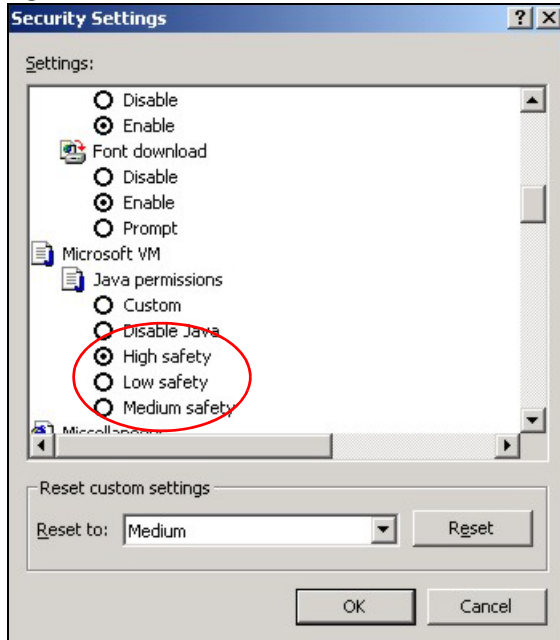 Security Settings
Settings:
Disable
Enable
Font download
Disable
Enable
Prompt
Microsoft VM
Java permissions
Custom
Disable Java
High safety
Low safety
Medium safety
Miscellaneous
Reset custom settings
Reset to: Medium Reset
OK Cancel